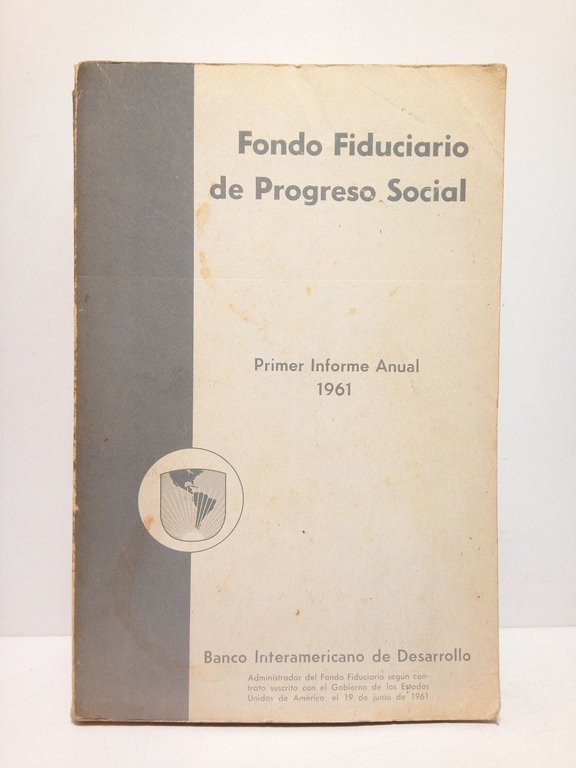 Fondo Fiduciario
de Progreso Social
Primer Informe Anual
1961
Banco Interamericano de Desarrollo
Administrador del Fondo Fiduciario según con-
trato suscrito con el Gobierno de los Estados
Unidos de América, el 19 de junio de 1961